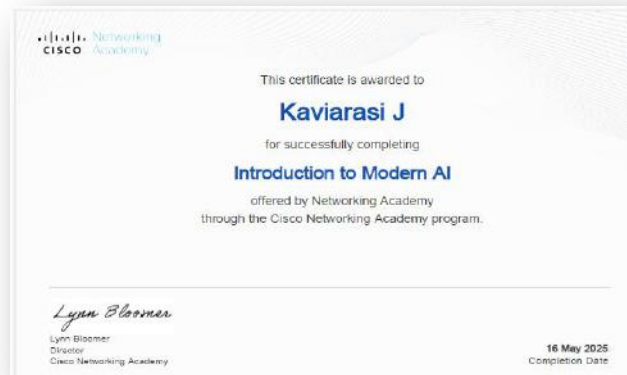 Networking
CISCO Academy
This certificate is awarded to
Kaviarasi J
for successfully completing
Introduction to Modern AI
offered by Networking Academy
through the Cisco Networking Academy program.
Lynn Bloomer
Lynn Bloomer
Director
Cisco Networking Academy
16 May 2025
Completion Date